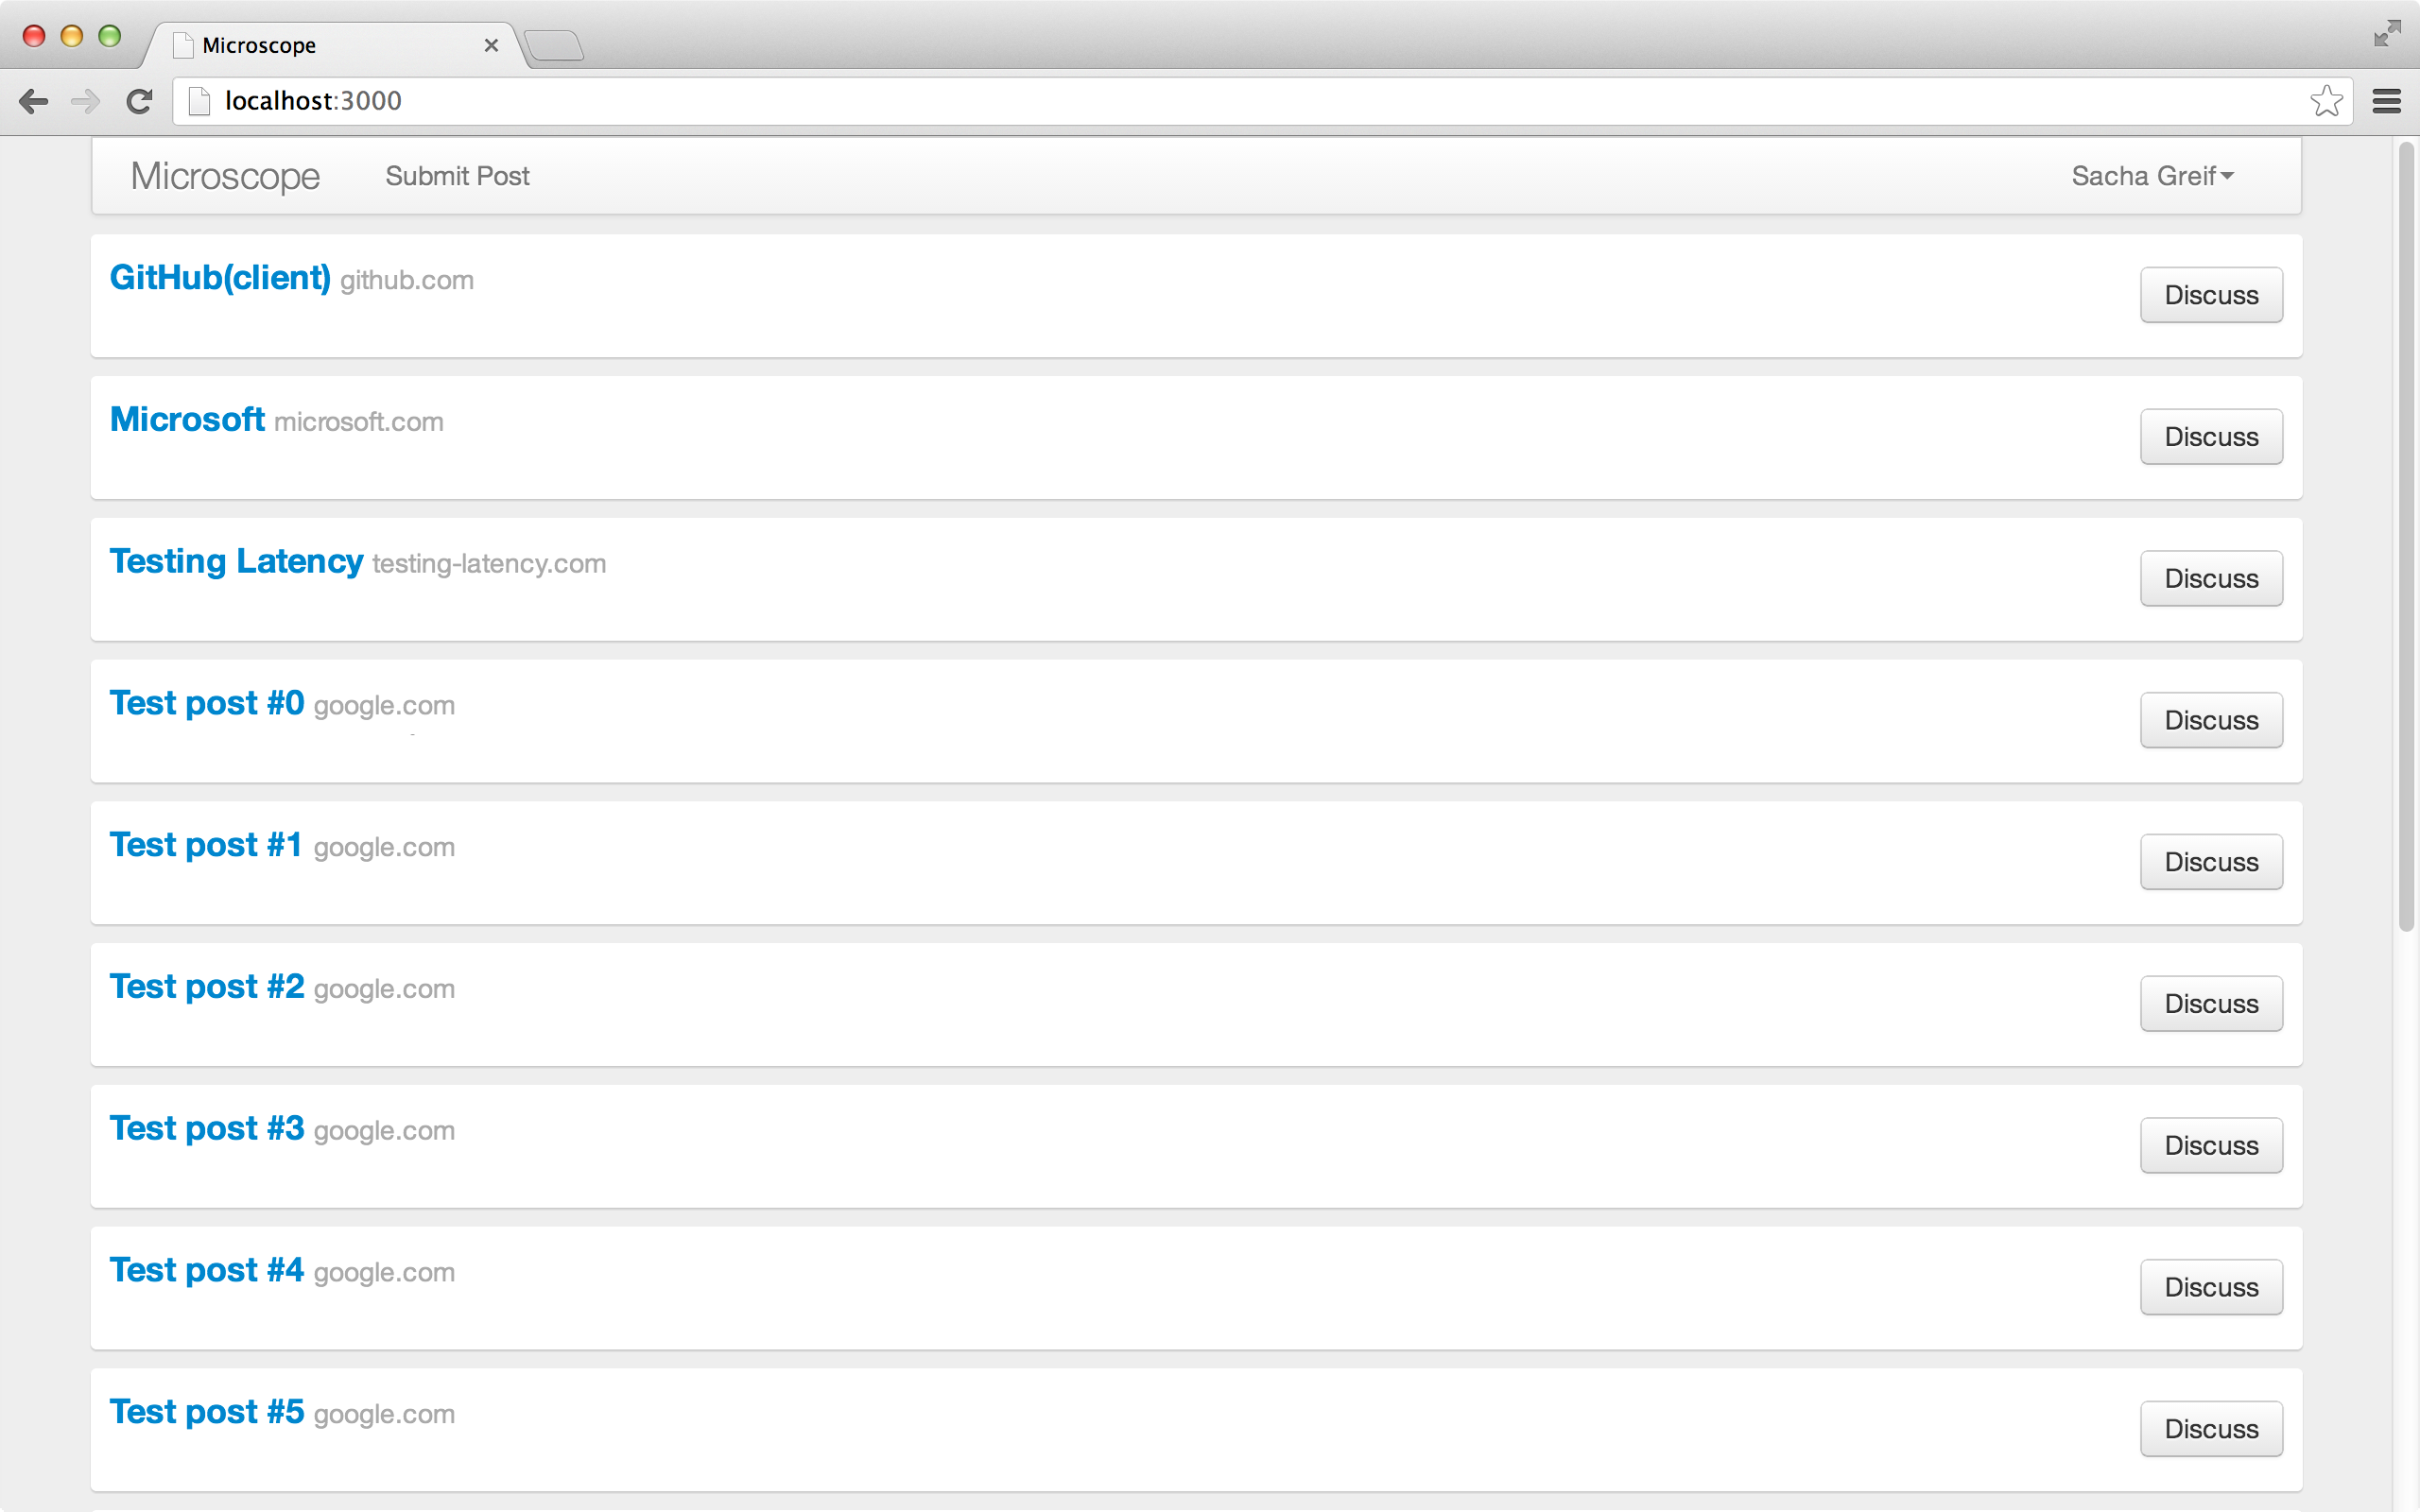 Microscope
localhost:3000
Microscope Submit Post Sacha Greif
GitHub(client) github.com Discuss
Microsoft microsoft.com Discuss
Testing Latency testing-latency.com Discuss
Test post #0 google.com Discuss
Test post #1 google.com Discuss
Test post #2 google.com Discuss
Test post #3 google.com Discuss
Test post #4 google.com Discuss
Test post #5 google.com Discuss